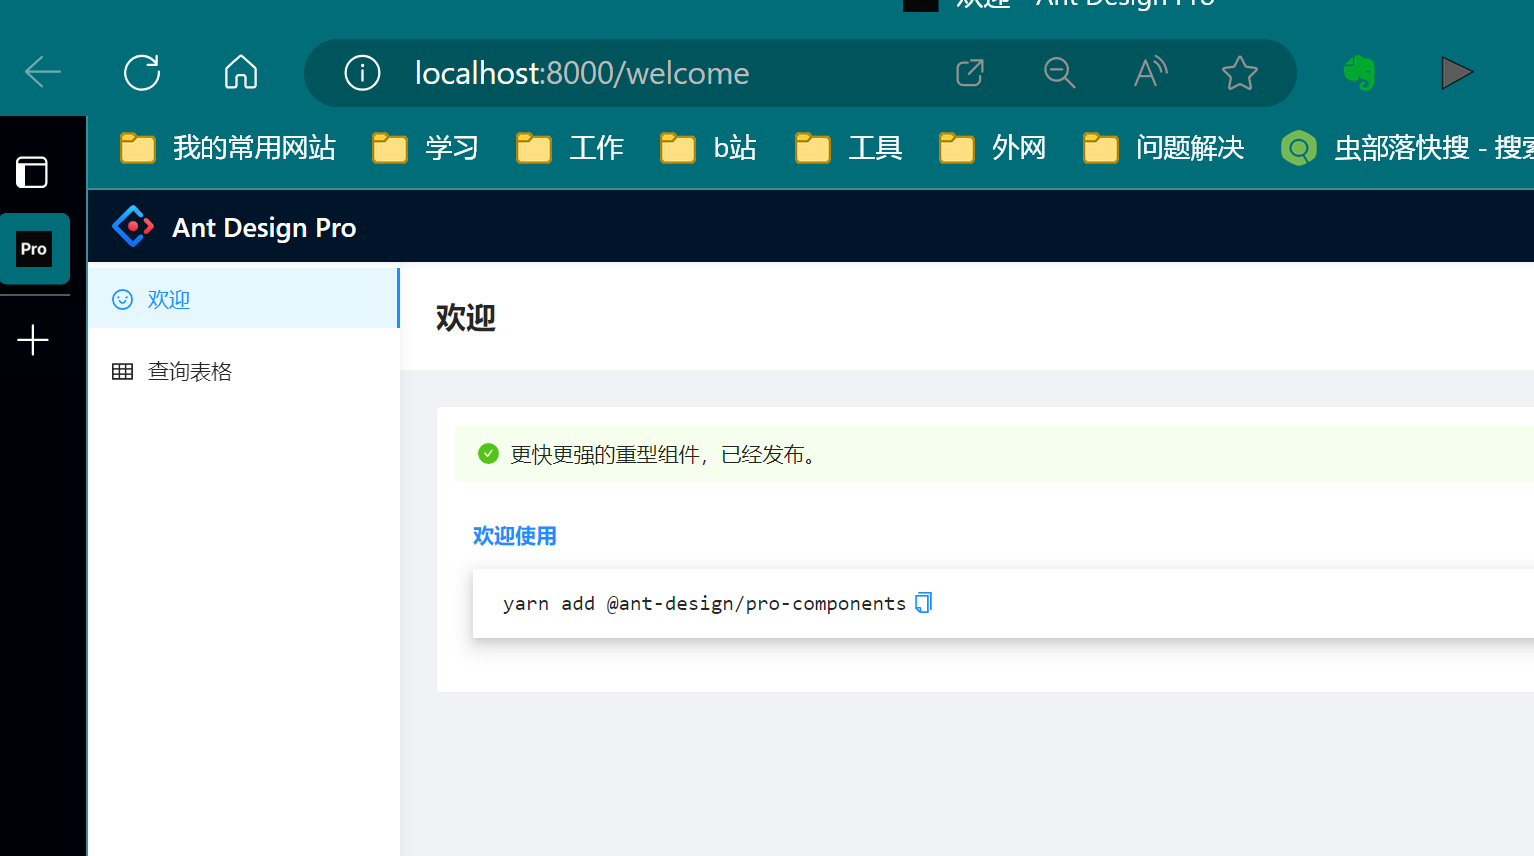 欢迎 - Ant Design Pro
localhost:8000/welcome
我的常用网站 学习 工作 b站 工具 外网 问题解决 虫部落快搜 - 搜索
Pro
Ant Design Pro
欢迎
查询表格
欢迎
更快更强的重型组件，已经发布。
欢迎使用
yarn add @ant-design/pro-components